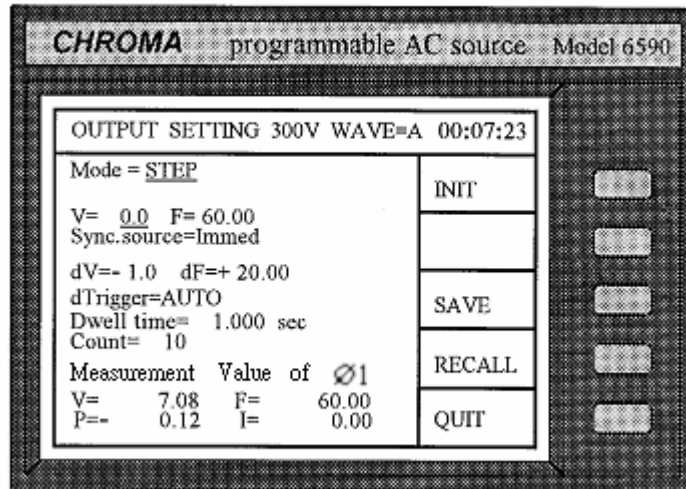 CHROMA programmable AC source Model 6590
OUTPUT SETTING 300V WAVE=A 00:07:23
Mode = STEP
V= 0.0 F= 60.00
Sync.source=Immed
dV=- 1.0 dF=+ 20.00
dTrigger=AUTO
Dwell time= 1.000 sec
Count= 10
Measurement Value of Ø1
V= 7.08 F= 60.00
P=- 0.12 I= 0.00
INIT
SAVE
RECALL
QUIT